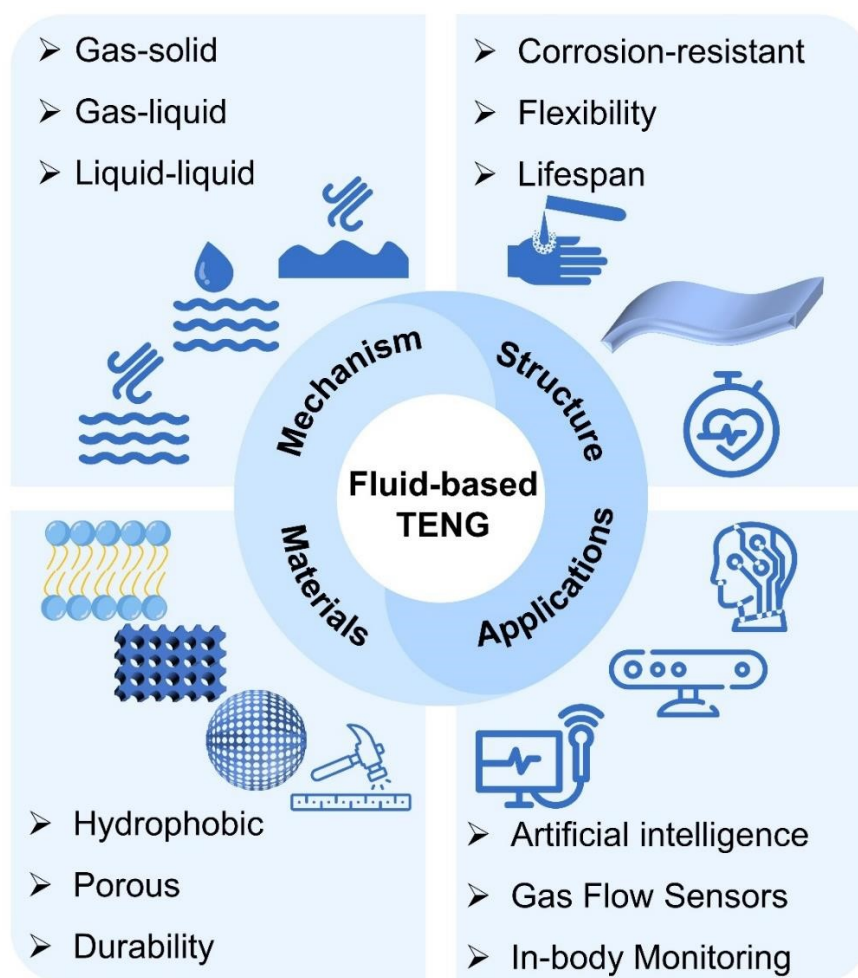 ➢ Gas-solid
➢ Gas-liquid
➢ Liquid-liquid
➢ Corrosion-resistant
➢ Flexibility
➢ Lifespan
Mechanism
Structure
Fluid-based
TENG
Materials
Applications
➢ Hydrophobic
➢ Porous
➢ Durability
➢ Artificial intelligence
➢ Gas Flow Sensors
➢ In-body Monitoring